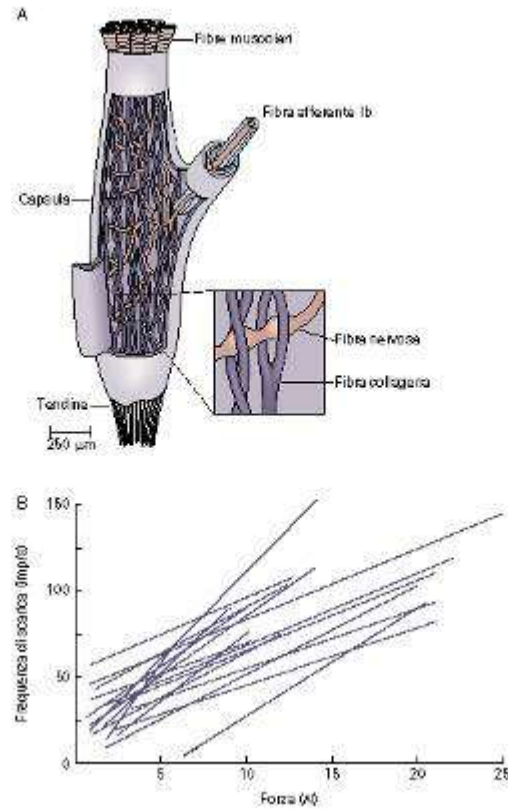 A
Fibre muscolari
Fibra afferente Ib
Capsula
Fibra nervosa
Fibra collagena
Tendine
250 µm
B
150
100
50
0
5
10
15
20
25
Frequenza di scarica (imp/s)
Forza (N)